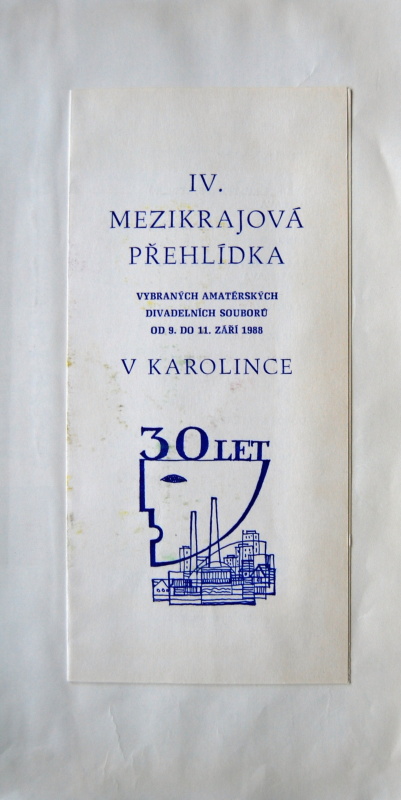 IV.
MEZIKRAJOVÁ
PŘEHLÍDKA
VYBRANÝCH AMATÉRSKÝCH
DIVADELNÍCH SOUBORŮ
OD 9. DO 11. ZÁŘÍ 1988
V KAROLINCE
30 LET